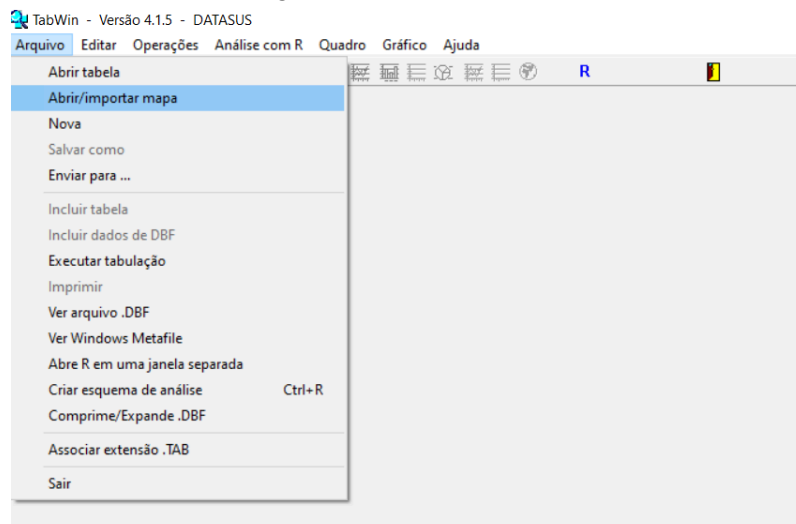 TabWin - Versão 4.1.5 - DATASUS
Arquivo Editar Operações Análise com R Quadro Gráfico Ajuda
Abrir tabela
R
Abrir/importar mapa
Nova
Salvar como
Enviar para ...
Incluir tabela
Incluir dados de DBF
Executar tabulação
Imprimir
Ver arquivo .DBF
Ver Windows Metafile
Abre R em uma janela separada
Criar esquema de análise Ctrl+R
Comprime/Expande .DBF
Associar extensão .TAB
Sair